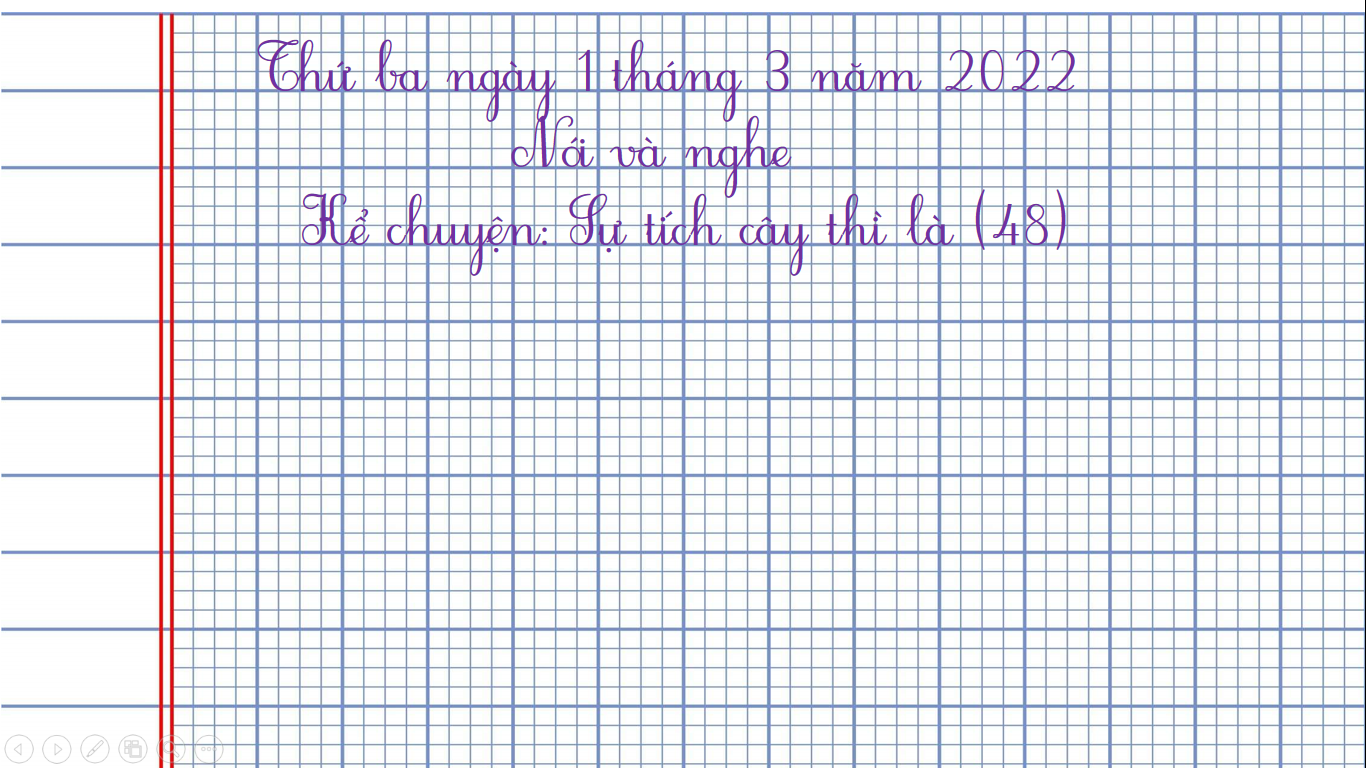 Thứ ba ngày 1 tháng 3 năm 2022
Nói và nghe
Kể chuyện: Sự tích cây thì là (48)